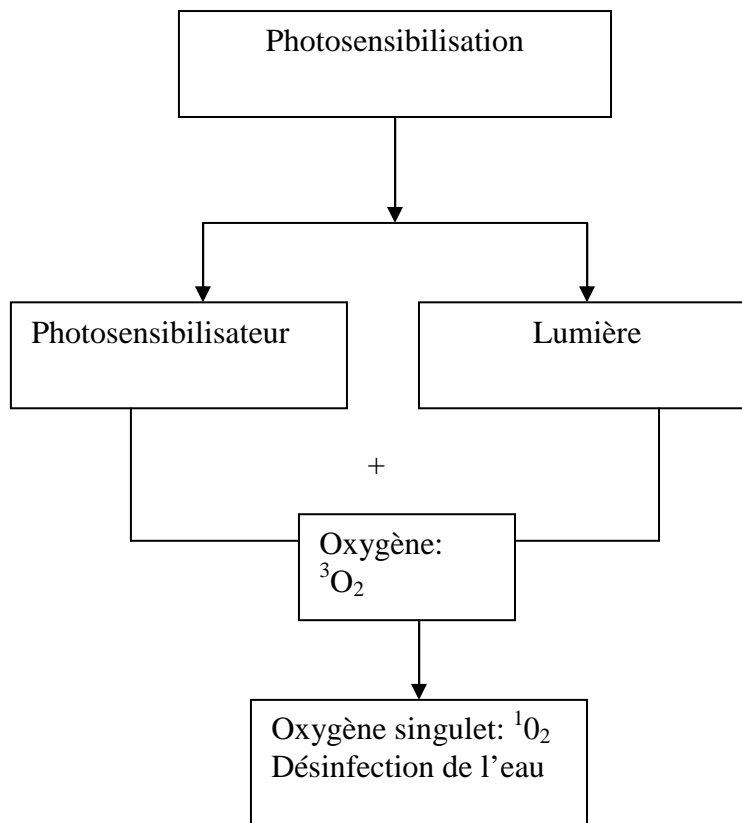 Photosensibilisation
Photosensibilisateur
Lumière
+
Oxygène:
³O₂
Oxygène singulet: ¹0₂
Désinfection de l’eau